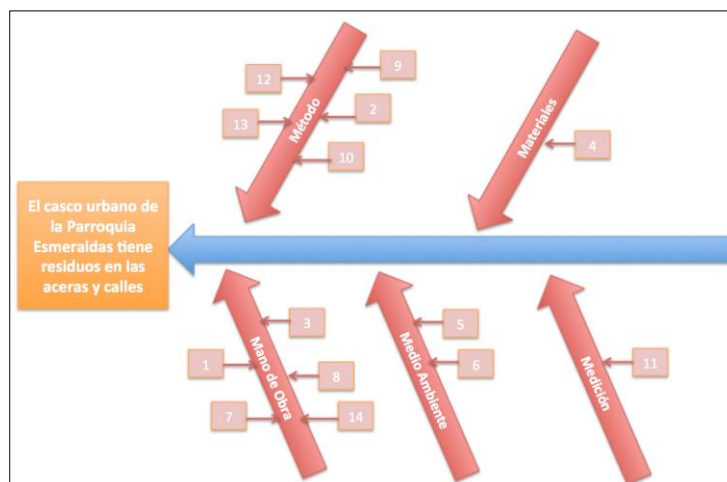 9
12
2
13
10
Método
4
Materiales
El casco urbano de
la Parroquia
Esmeraldas tiene
residuos en las
aceras y calles
3
1
8
7
14
Mano de Obra
5
6
Medio Ambiente
11
Medición